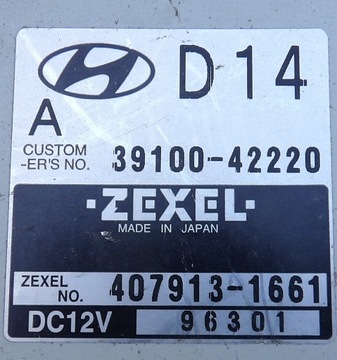 D14
A
CUSTOM
-ER'S NO. 39100-42220
·ZEXEL·
MADE IN JAPAN
ZEXEL
NO. 407913-1661
DC12V 96301